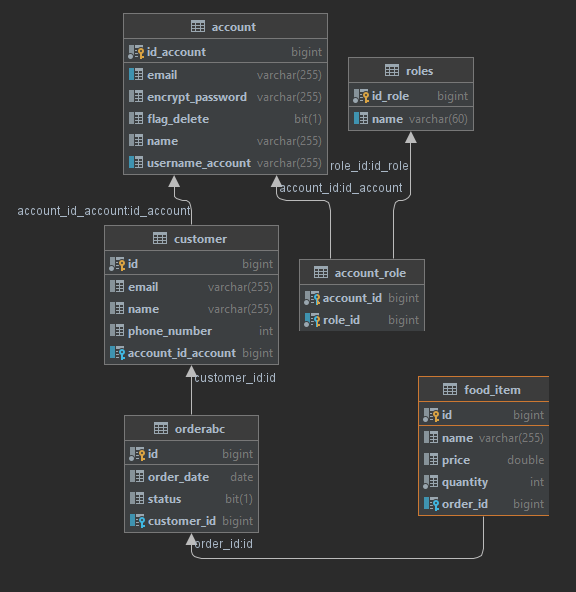 account
id_account bigint
email varchar(255)
encrypt_password varchar(255)
flag_delete bit(1)
name varchar(255)
username_account varchar(255)
roles
id_role bigint
name varchar(60)
role_id:id_role
account_id:id_account
account_id_account:id_account
customer
id bigint
email varchar(255)
name varchar(255)
phone_number int
account_id_account bigint
account_role
account_id bigint
role_id bigint
customer_id:id
orderabc
id bigint
order_date date
status bit(1)
customer_id bigint
food_item
id bigint
name varchar(255)
price double
quantity int
order_id bigint
order_id:id